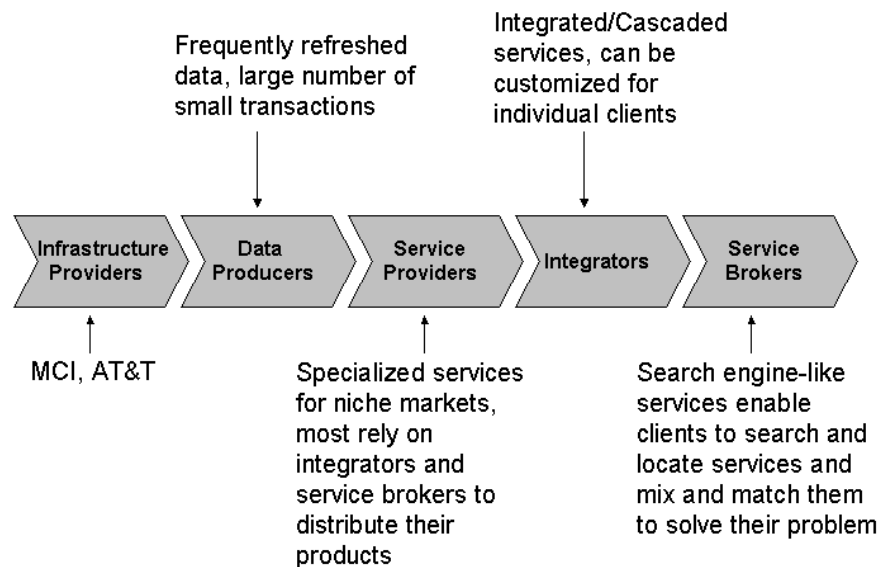 Frequently refreshed
data, large number of
small transactions
Integrated/Cascaded
services, can be
customized for
individual clients
Infrastructure
Providers
Data
Producers
Service
Providers
Integrators
Service
Brokers
MCI, AT&T
Specialized services
for niche markets,
most rely on
integrators and
service brokers to
distribute their
products
Search engine-like
services enable
clients to search and
locate services and
mix and match them
to solve their problem